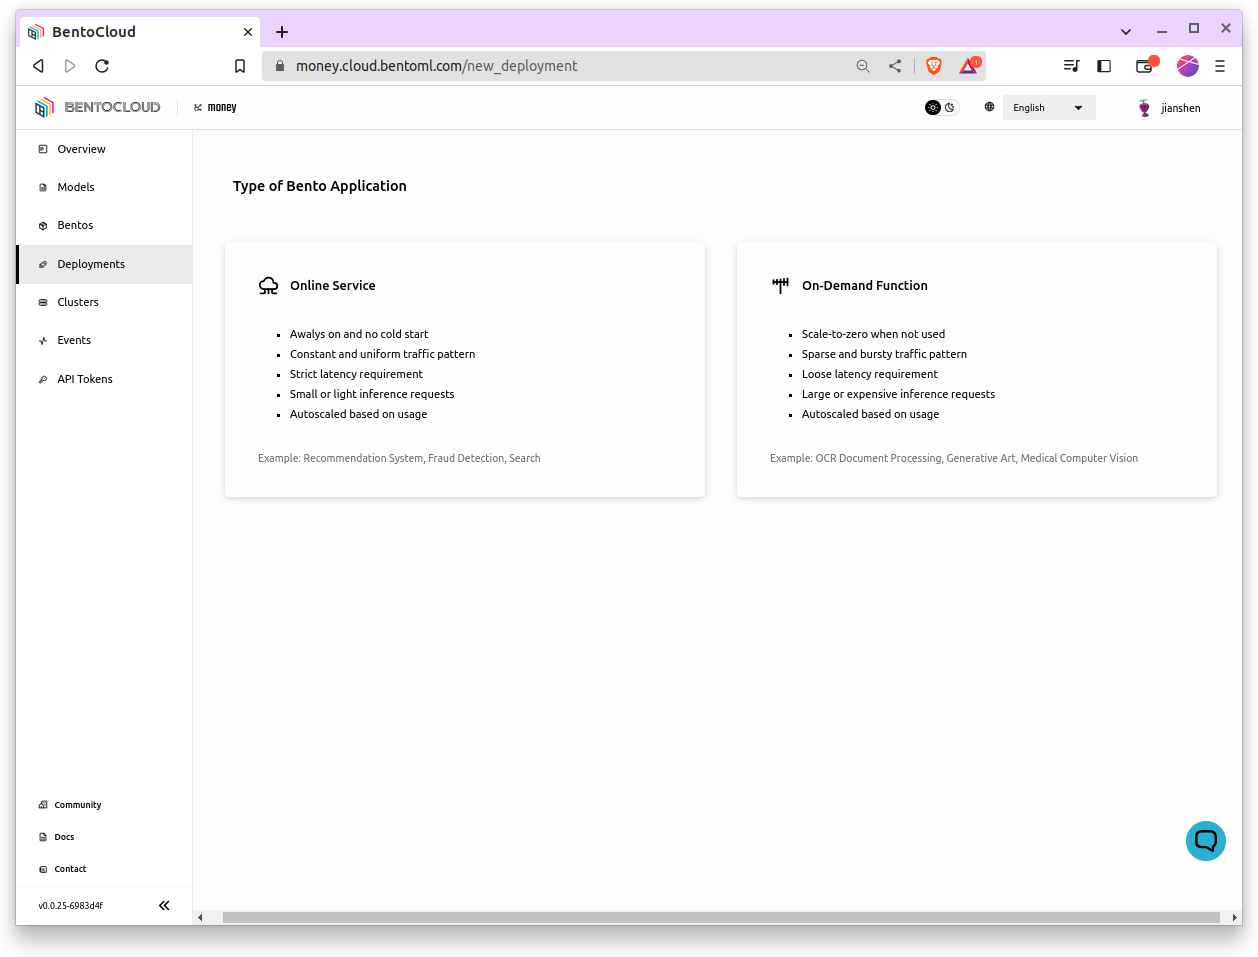 BentoCloud
money.cloud.bentoml.com/new_deployment
1
BENTOCLOUD
money
English
jianshen
Overview
Models
Bentos
Deployments
Clusters
Events
API Tokens
Type of Bento Application
Online Service
Awalys on and no cold start
Constant and uniform traffic pattern
Strict latency requirement
Small or light inference requests
Autoscaled based on usage
Example: Recommendation System, Fraud Detection, Search
On-Demand Function
Scale-to-zero when not used
Sparse and bursty traffic pattern
Loose latency requirement
Large or expensive inference requests
Autoscaled based on usage
Example: OCR Document Processing, Generative Art, Medical Computer Vision
Community
Docs
Contact
v0.0.25-6983d4f